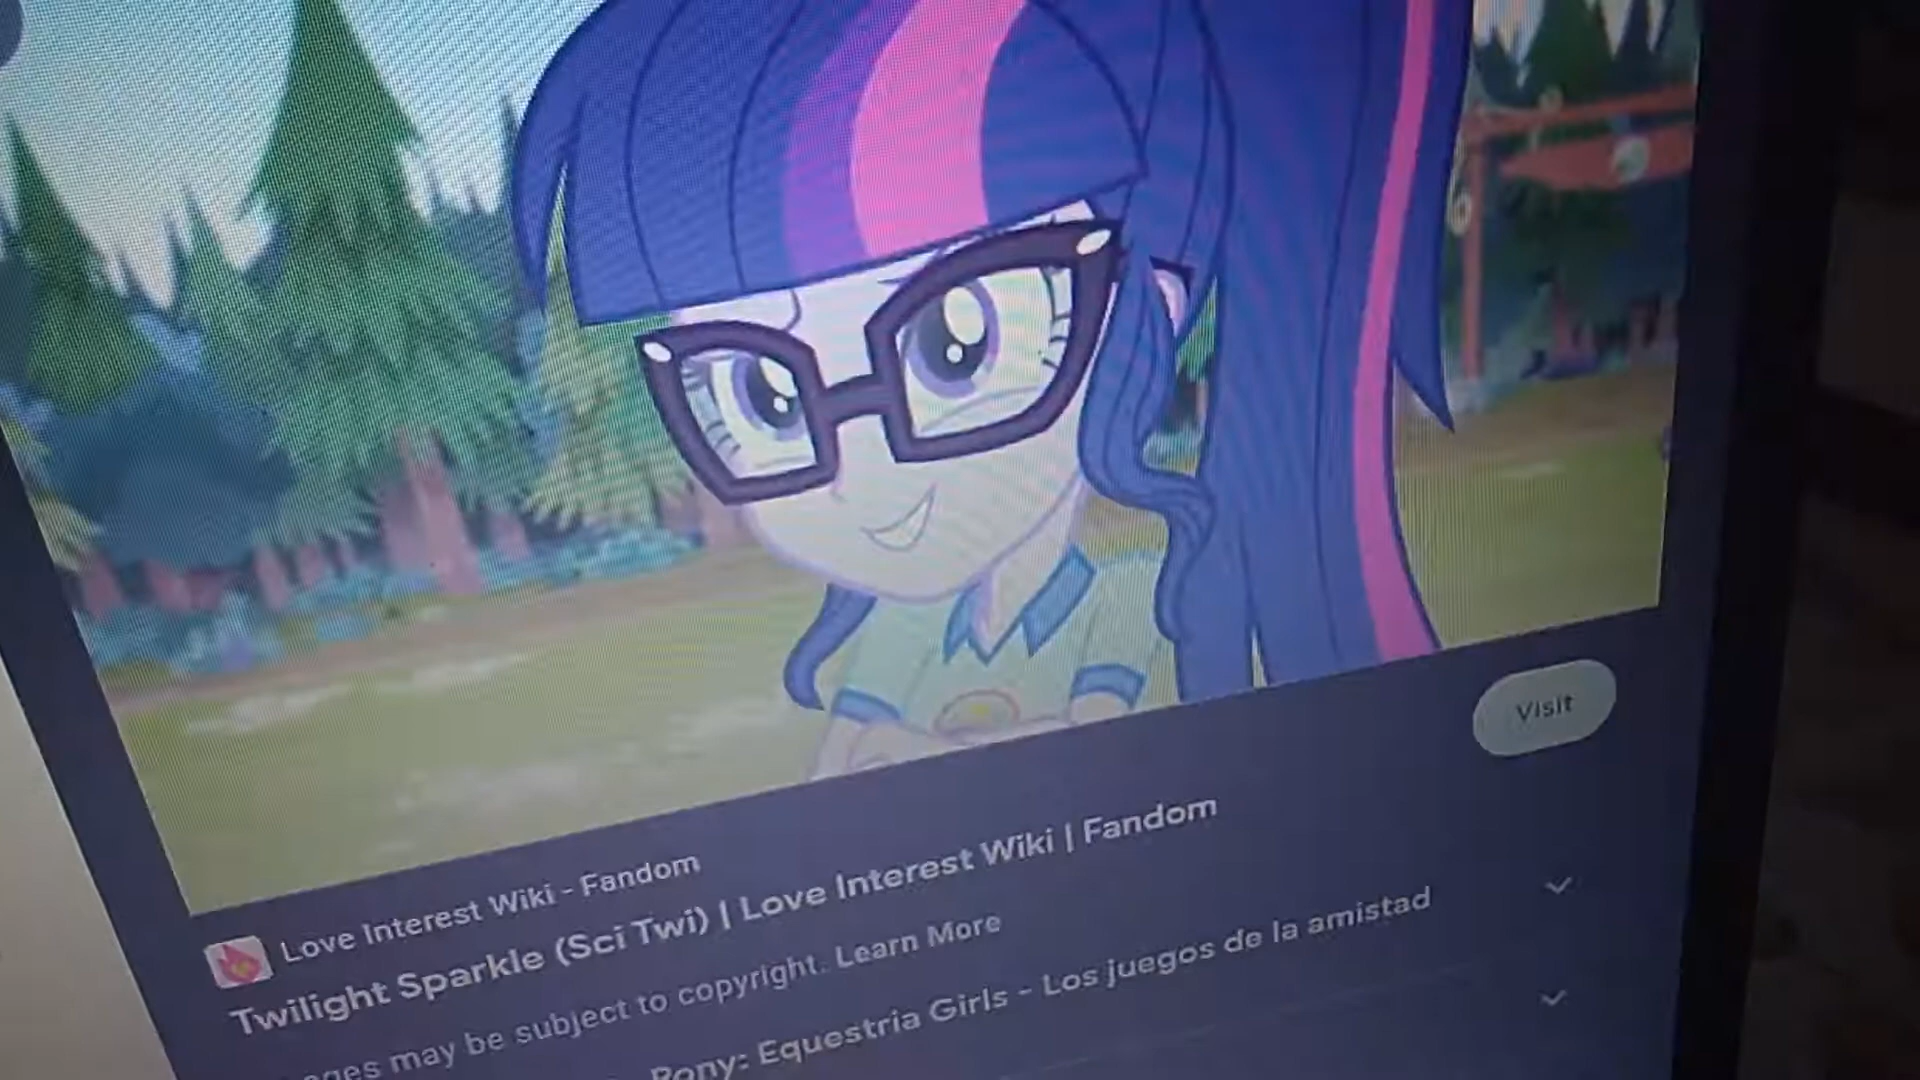 Visit
Love Interest Wiki - Fandom
Twilight Sparkle (Sci Twi) | Love Interest Wiki | Fandom
may be subject to copyright. Learn More
Pony: Equestria Girls - Los juegos de la amistad